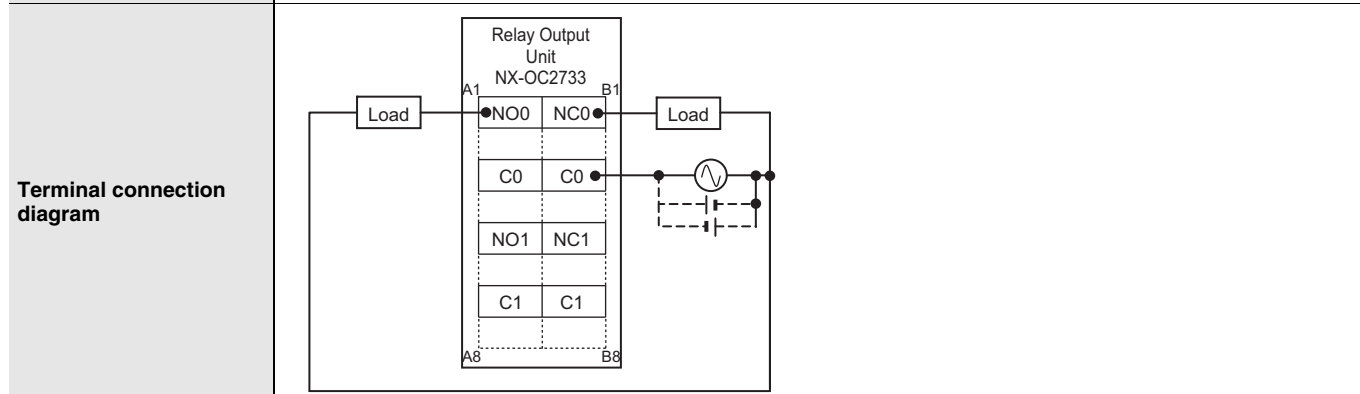 Terminal connection
diagram
Relay Output
Unit
NX-OC2733
A1 B1
Load NO0 NC0 Load
C0 C0
NO1 NC1
C1 C1
A8 B8